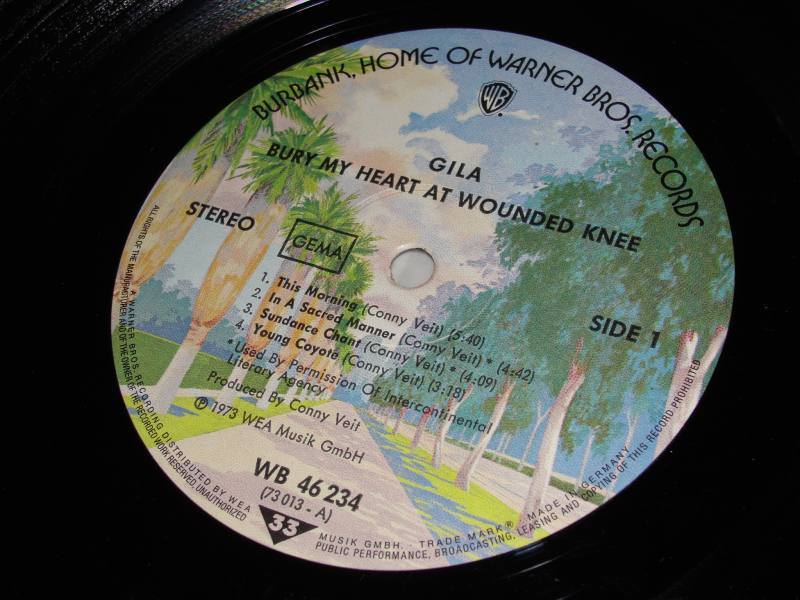 BURBANK, HOME OF WARNER BROS. RECORDS
WB
GILA
BURY MY HEART AT WOUNDED KNEE
STEREO
GEMA
SIDE 1
1. This Morning (Conny Veit) (5:40)
2. In A Sacred Manner (Conny Veit) * (4:42)
3. Sundance Chant (Conny Veit) * (4:09)
4. Young Coyote (Conny Veit) (3:18)
* Used By Permission Of Intercontinental
Literary Agency
Produced By Conny Veit
℗ 1973 WEA Musik GmbH
WB 46 234
(73 013 - A)
33
A WARNER BROS. RECORDING DISTRIBUTED BY WEA MUSIK GMBH. · TRADE MARK® · MADE IN GERMANY
ALL RIGHTS OF THE MANUFACTURER AND OF THE OWNER OF THE RECORDED WORK RESERVED, UNAUTHORIZED PUBLIC PERFORMANCE, BROADCASTING, LEASING AND COPYING OF THIS RECORD PROHIBITED